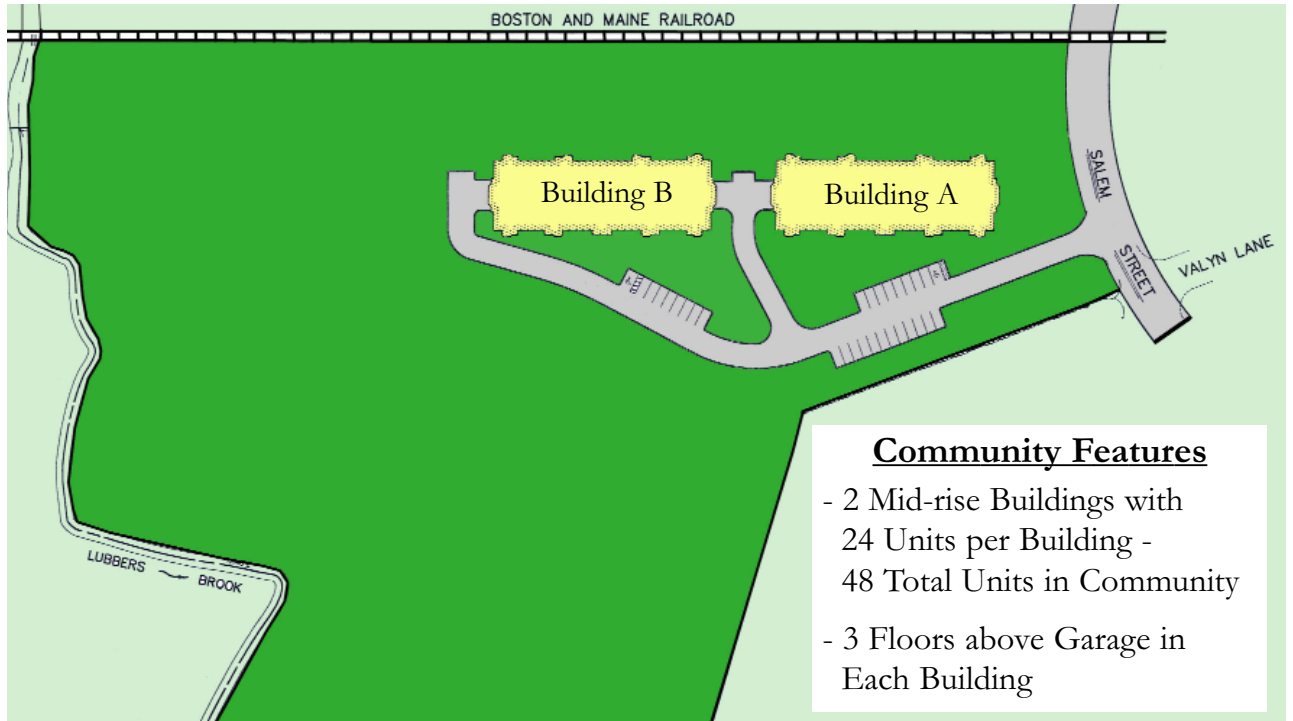 BOSTON AND MAINE RAILROAD
Building B
Building A
SALEM
STREET
VALYN LANE
LUBBERS
BROOK
Community Features
- 2 Mid-rise Buildings with
24 Units per Building -
48 Total Units in Community
- 3 Floors above Garage in
Each Building